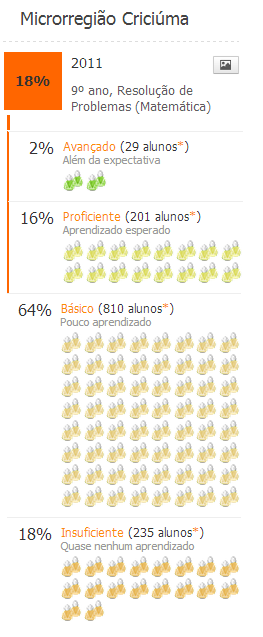 Microrregião Criciúma
18%
2011
9º ano, Resolução de
Problemas (Matemática)
2% Avançado (29 alunos*)
Além da expectativa
16% Proficiente (201 alunos*)
Aprendizado esperado
64% Básico (810 alunos*)
Pouco aprendizado
18% Insuficiente (235 alunos*)
Quase nenhum aprendizado